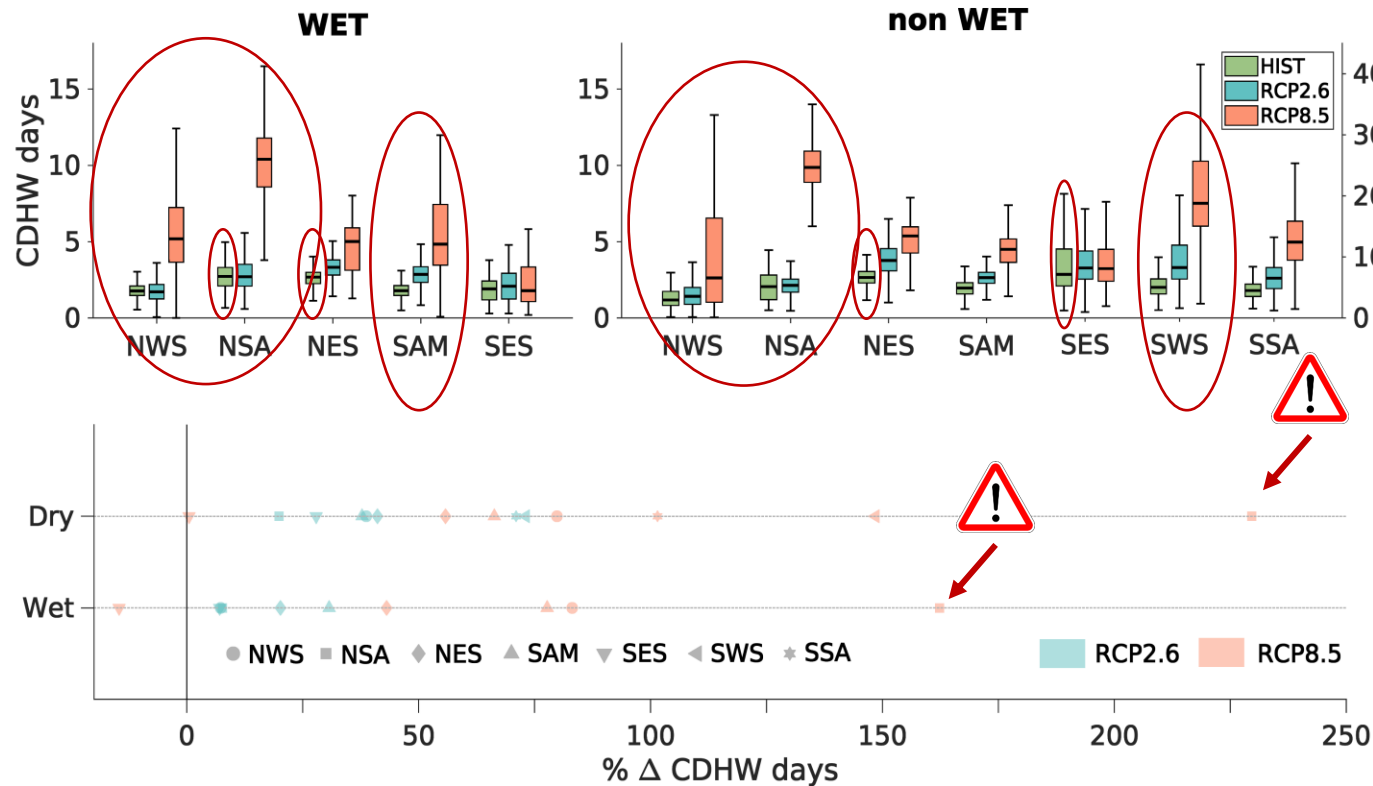 WET
non WET
HIST
RCP2.6
RCP8.5
CDHW days
15
10
5
0
15
10
5
0
40
30
20
10
0
NWS NSA NES SAM SES
NWS NSA NES SAM SES SWS SSA
!
!
Dry
Wet
NWS NSA NES SAM SES SWS SSA
RCP2.6 RCP8.5
0 50 100 150 200 250
% Δ CDHW days